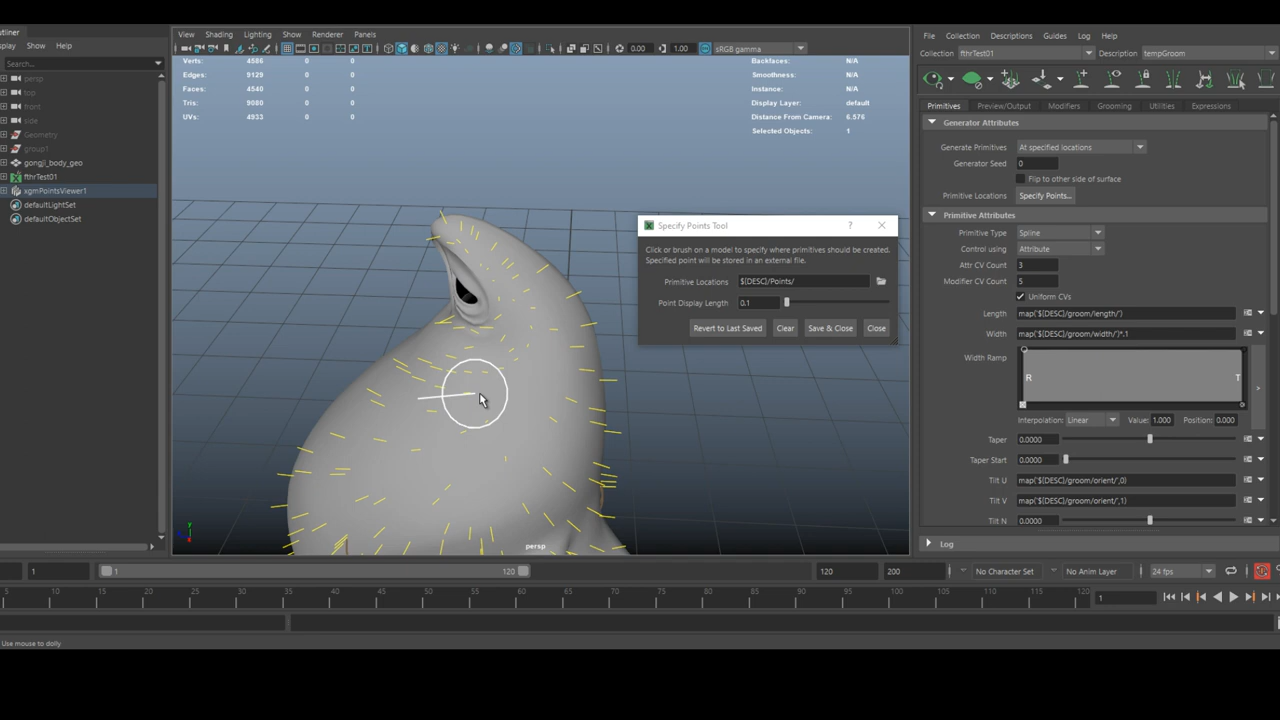 utliner
View Shading Lighting Show Renderer
File Collection Descriptions Guides Log Help
isplay Show Help
0.00 1.00 sRGB gamma
Collection fthrTest01 Description tempGroom
Search...
Verts: 4586 0 0
Edges: 9129 0 0
Faces: 4540 0 0
Tris: 9080 0 0
UVs: 4933 0 0
Backfaces: N/A
Smoothness: N/A
Instance: N/A
Display Layer: default
Distance From Camera: 6.576
Selected Objects: 1
persp
top
front
side
Geometry
group1
gongji_body_geo
fthrTest01
xgmPointsViewer1
defaultLightSet
defaultObjectSet
Specify Points Tool ?
Click or brush on a model to specify where primitives should be created.
Specified point will be stored in an external file.
Primitive Locations ${DESC}/Points/
Point Display Length 0.1
Revert to Last Saved Clear Save & Close Close
y
persp
Primitives Preview/Output Modifiers Grooming Utilities Expressions
Generator Attributes
Generate Primitives At specified locations
Generator Seed 0
Flip to other side of surface
Primitive Locations Specify Points...
Primitive Attributes
Primitive Type Spline
Control using Attribute
Attr CV Count 3
Modifier CV Count 5
Uniform CVs
Length map('${DESC}/groom/length/')
Width map('${DESC}/groom/width/')*.1
Width Ramp R T >
Interpolation: Linear Value: 1.000 Position: 0.000
Taper 0.0000
Taper Start 0.0000
Tilt U map('${DESC}/groom/orient/',0)
Tilt V map('${DESC}/groom/orient/',1)
Tilt N 0.0000
Log
1 1 120 120 200 No Character Set No Anim Layer 24 fps
5 10 15 20 25 30 35 40 45 50 55 60 65 70 75 80 85 90 95 100 105 110 115 120 1
Use mouse to dolly